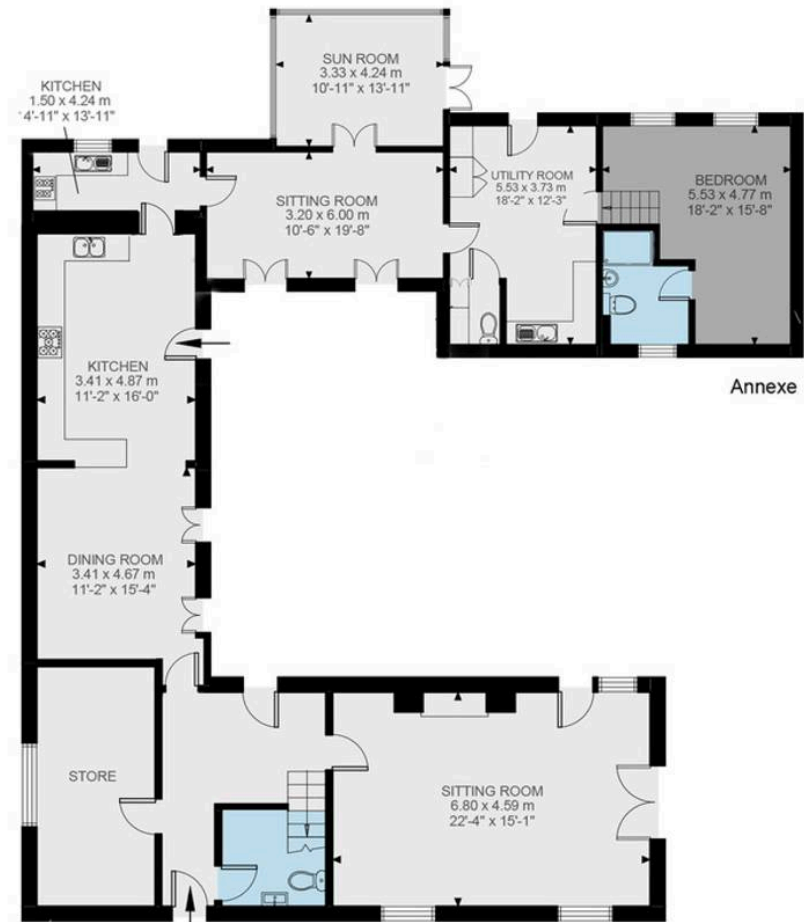 SUN ROOM
3.33 x 4.24 m
10'-11" x 13'-11"
KITCHEN
1.50 x 4.24 m
4'-11" x 13'-11"
SITTING ROOM
3.20 x 6.00 m
10'-6" x 19'-8"
UTILITY ROOM
5.53 x 3.73 m
18'-2" x 12'-3"
BEDROOM
5.53 x 4.77 m
18'-2" x 15'-8"
KITCHEN
3.41 x 4.87 m
11'-2" x 16'-0"
Annexe
DINING ROOM
3.41 x 4.67 m
11'-2" x 15'-4"
STORE
SITTING ROOM
6.80 x 4.59 m
22'-4" x 15'-1"